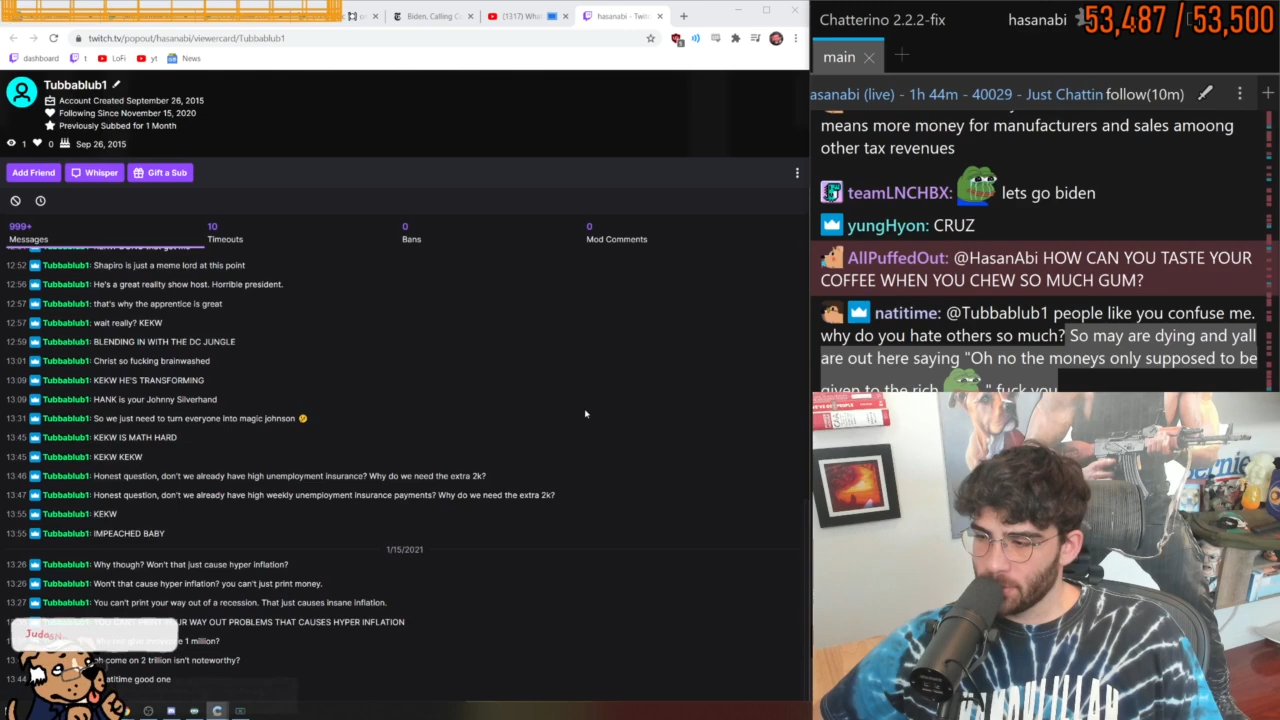 Biden, Calling C
(1317) What
hasanabi - Twitc
twitch.tv/popout/hasanabi/viewercard/Tubbablub1
dashboard
t
LoFi
yt
News
Tubbablub1
Account Created September 26, 2015
Following Since November 15, 2020
Previously Subbed for 1 Month
1
0
Sep 26, 2015
Add Friend
Whisper
Gift a Sub
999+
10
0
0
Messages
Timeouts
Bans
Mod Comments
12:52 Tubbablub1: Shapiro is just a meme lord at this point
12:56 Tubbablub1: He's a great reality show host. Horrible president.
12:57 Tubbablub1: that's why the apprentice is great
12:57 Tubbablub1: wait really? KEKW
12:59 Tubbablub1: BLENDING IN WITH THE DC JUNGLE
13:01 Tubbablub1: Christ so fucking brainwashed
13:09 Tubbablub1: KEKW HE'S TRANSFORMING
13:09 Tubbablub1: HANK is your Johnny Silverhand
13:31 Tubbablub1: So we just need to turn everyone into magic johnson
13:45 Tubbablub1: KEKW IS MATH HARD
13:45 Tubbablub1: KEKW KEKW
13:46 Tubbablub1: Honest question, don't we already have high unemployment insurance? Why do we need the extra 2k?
13:47 Tubbablub1: Honest question, don't we already have high weekly unemployment insurance payments? Why do we need the extra 2k?
13:55 Tubbablub1: KEKW
13:55 Tubbablub1: IMPEACHED BABY
1/15/2021
13:26 Tubbablub1: Why though? Won't that just cause hyper inflation?
13:26 Tubbablub1: Won't that cause hyper inflation? you can't just print money.
13:27 Tubbablub1: You can't print your way out of a recession. That just causes insane inflation.
WAY OUT PROBLEMS THAT CAUSES HYPER INFLATION
1 million?
come on 2 trillion isn't noteworthy?
13:44 good one
Chatterino 2.2.2-fix
hasanabi
53,487 / 53,500
main
asanabi (live) - 1h 44m - 40029 - Just Chattin follow(10m)
means more money for manufacturers and sales amoong
other tax revenues
teamLNCHBX: lets go biden
yungHyon: CRUZ
AllPuffedOut: @HasanAbi HOW CAN YOU TASTE YOUR
COFFEE WHEN YOU CHEW SO MUCH GUM?
natitime: @Tubbablub1 people like you confuse me.
why do you hate others so much? So may are dying and yall
are out here saying "Oh no the moneys only supposed to be
given to the rich " fuck you
Bernie